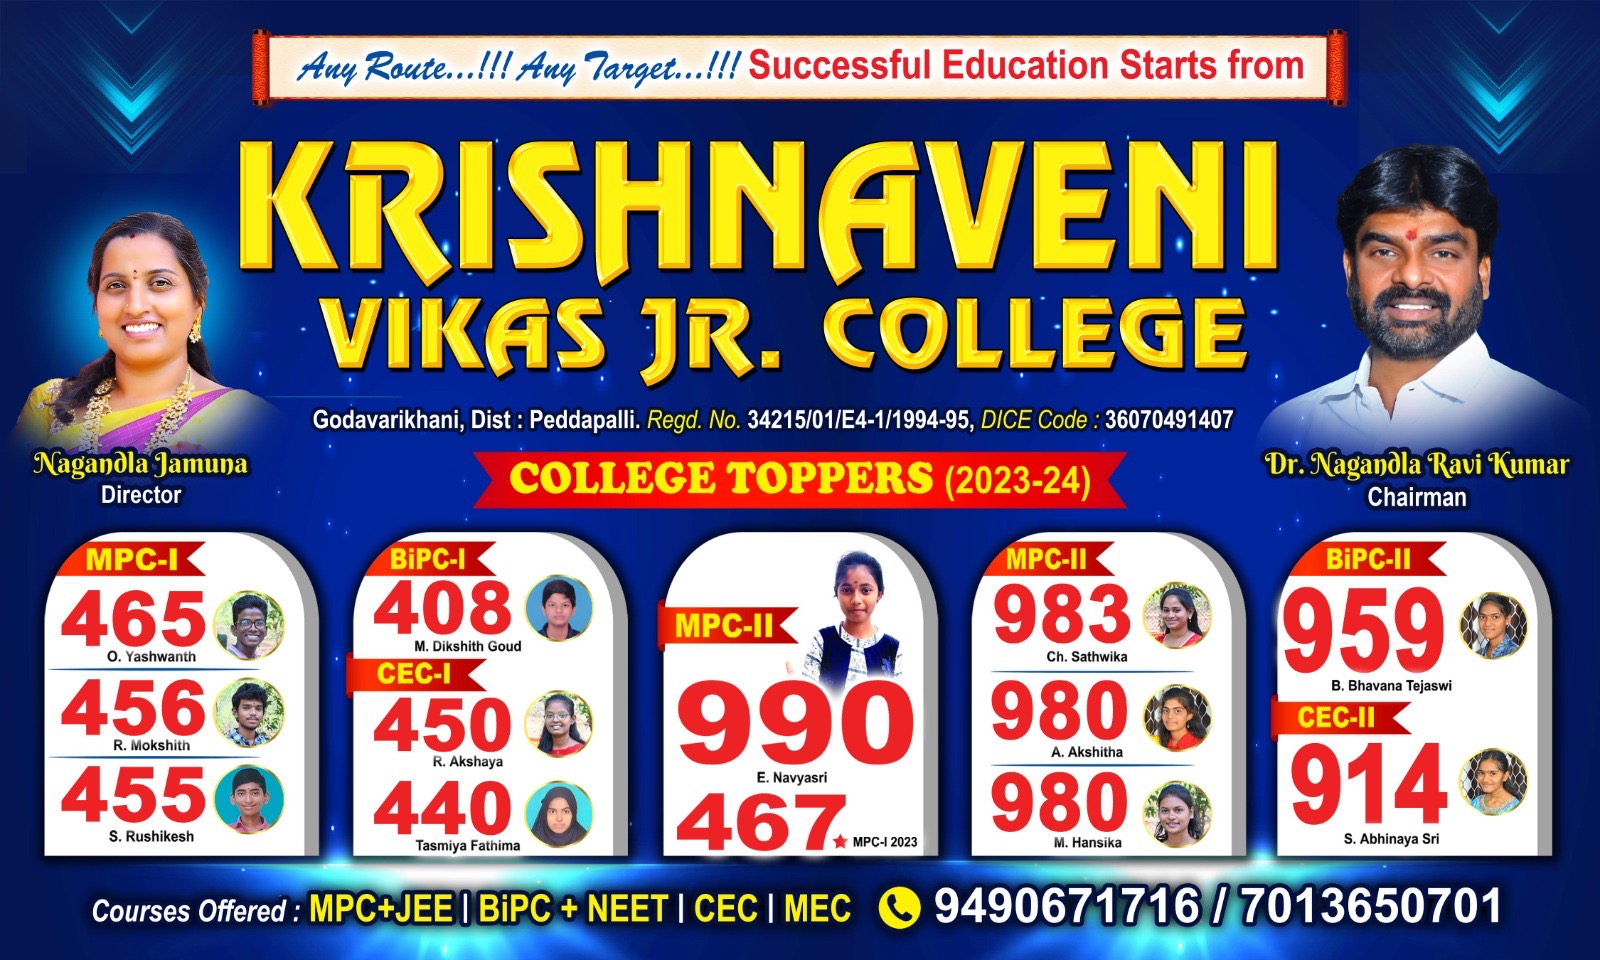 Any Route...!!! Any Target...!!! Successful Education Starts from
KRISHNAVENI
VIKAS JR. COLLEGE
Godavarikhani, Dist : Peddapalli. Regd. No. 34215/01/E4-1/1994-95, DICE Code : 36070491407
Nagandla Jamuna
Director
Dr. Nagandla Ravi Kumar
Chairman
COLLEGE TOPPERS (2023-24)
MPC-I
465
O. Yashwanth
456
R. Mokshith
455
S. Rushikesh
BiPC-I
408
M. Dikshith Goud
CEC-I
450
R. Akshaya
440
Tasmiya Fathima
MPC-II
990
E. Navyasri
467 ★ MPC-I 2023
MPC-II
983
Ch. Sathwika
980
A. Akshitha
980
M. Hansika
BiPC-II
959
B. Bhavana Tejaswi
CEC-II
914
S. Abhinaya Sri
Courses Offered : MPC+JEE | BiPC + NEET | CEC | MEC 9490671716 / 7013650701